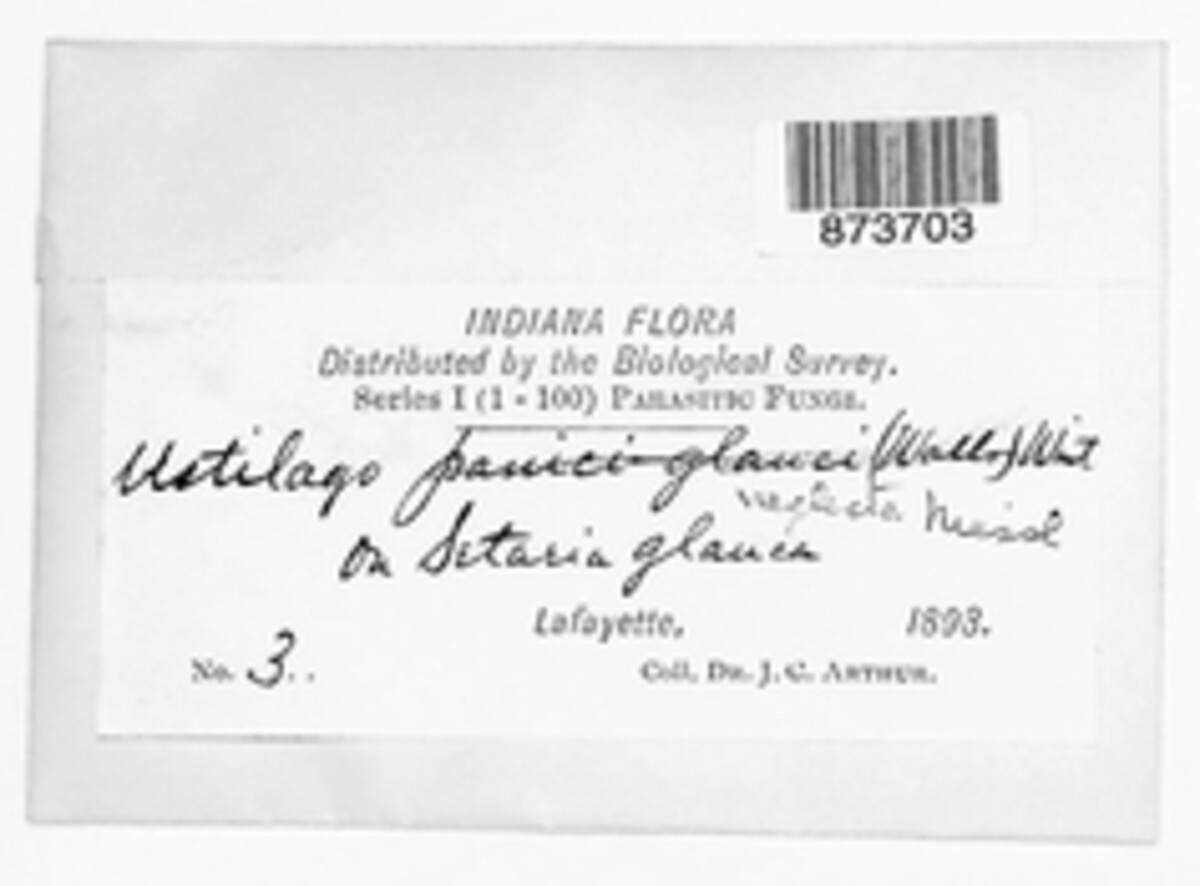 873703
INDIANA FLORA
Distributed by the Biological Survey.
Series I (1 - 100) PARASITIC FUNGI.
Ustilago panici-glauci (Wallr) Wint
neglecta Niessl
on Setaria glauca
Lafayette, 1893.
No. 3. . Coll. DR. J. C. ARTHUR.